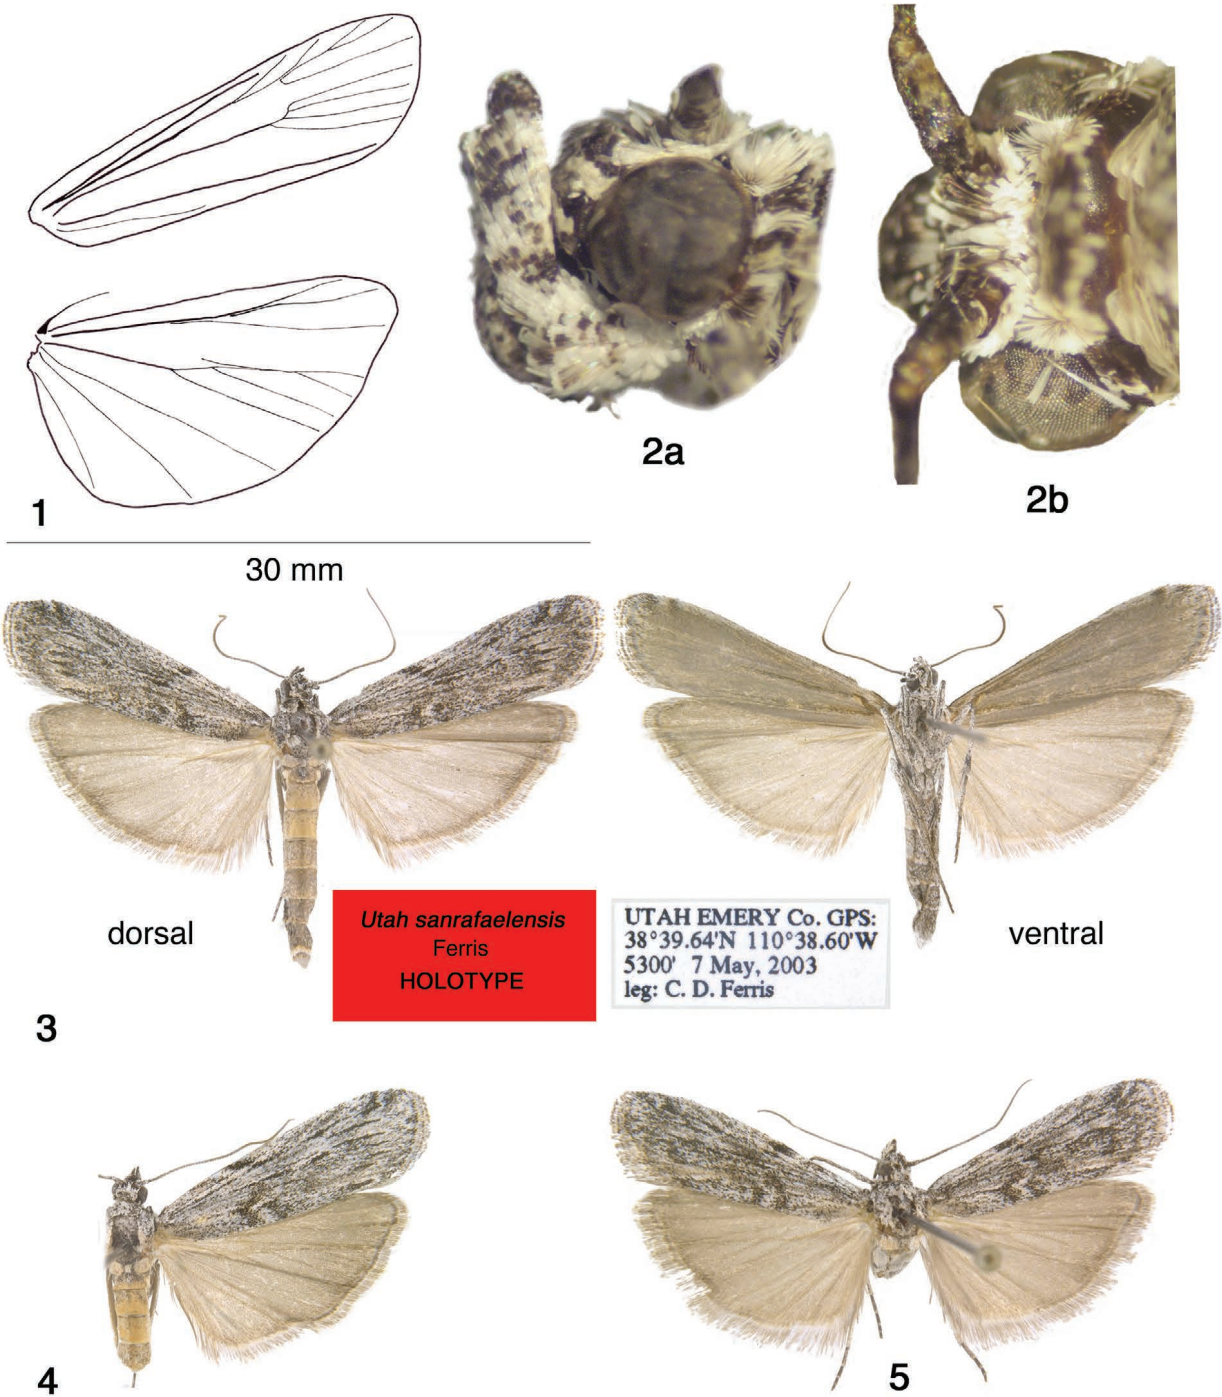 1
2a
2b
30 mm
dorsal
Utah sanrafaelensis
Ferris
HOLOTYPE
UTAH EMERY Co. GPS:
38°39.64'N 110°38.60'W
5300' 7 May, 2003
leg: C. D. Ferris
ventral
3
4
5